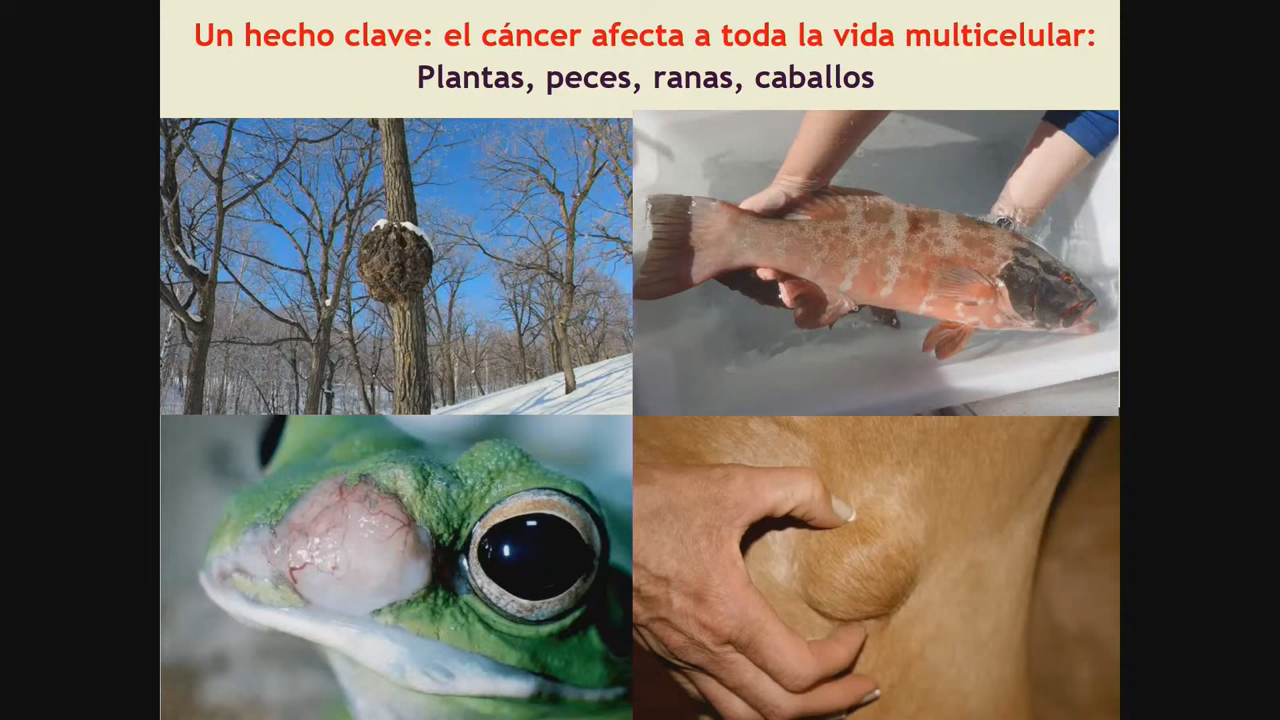 Un hecho clave: el cáncer afecta a toda la vida multicelular:
Plantas, peces, ranas, caballos